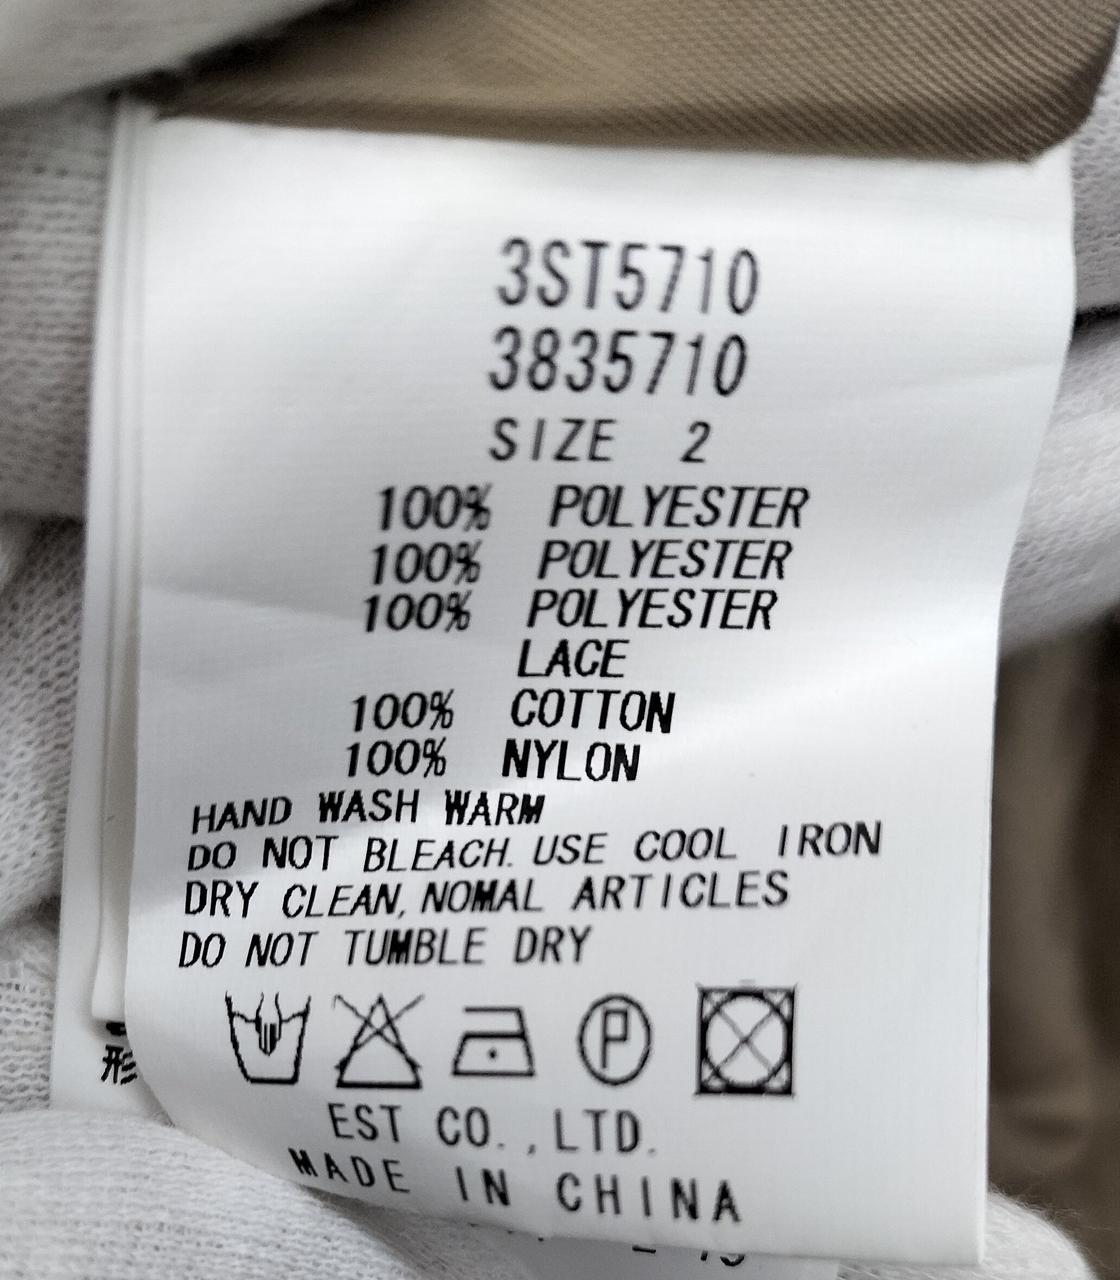 3ST5710
3835710
SIZE 2
100% POLYESTER
100% POLYESTER
100% POLYESTER
LACE
100% COTTON
100% NYLON
HAND WASH WARM
DO NOT BLEACH. USE COOL IRON
DRY CLEAN, NOMAL ARTICLES
DO NOT TUMBLE DRY
P
形
EST CO.,LTD.
MADE IN CHINA